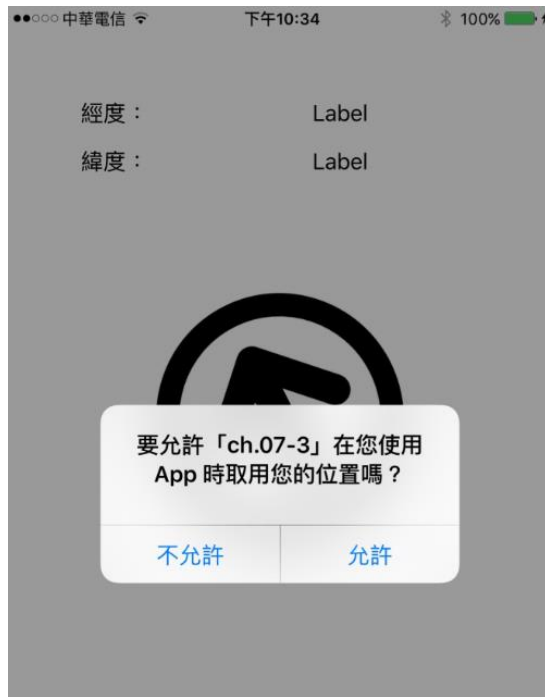 中華電信 下午10:34 100%
經度： Label
緯度： Label
要允許「ch.07-3」在您使用
App 時取用您的位置嗎？
不允許 允許